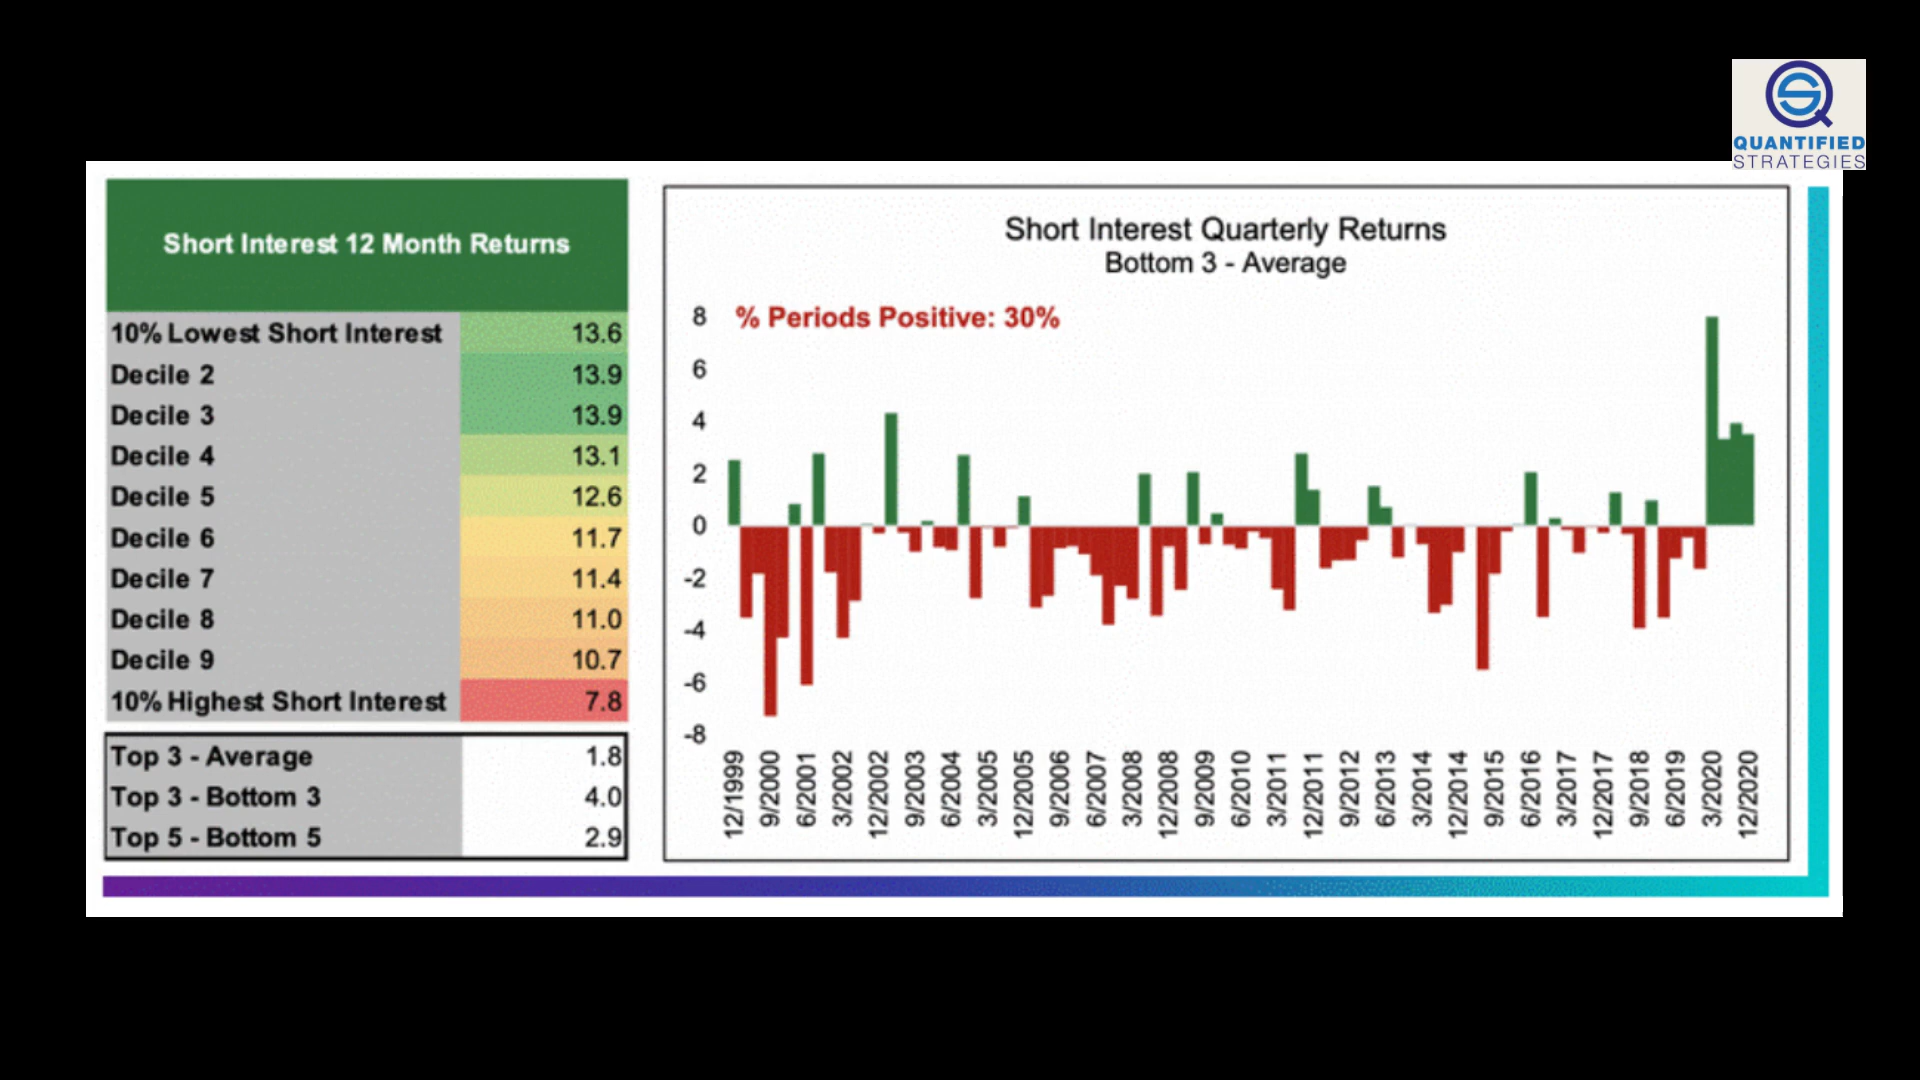 QUANTIFIED
STRATEGIES
Short Interest 12 Month Returns
10% Lowest Short Interest 13.6
Decile 2 13.9
Decile 3 13.9
Decile 4 13.1
Decile 5 12.6
Decile 6 11.7
Decile 7 11.4
Decile 8 11.0
Decile 9 10.7
10% Highest Short Interest 7.8
Top 3 - Average 1.8
Top 3 - Bottom 3 4.0
Top 5 - Bottom 5 2.9
Short Interest Quarterly Returns
Bottom 3 - Average
% Periods Positive: 30%
8
6
4
2
0
-2
-4
-6
-8
12/1999
9/2000
6/2001
3/2002
12/2002
9/2003
6/2004
3/2005
12/2005
9/2006
6/2007
3/2008
12/2008
9/2009
6/2010
3/2011
12/2011
9/2012
6/2013
3/2014
12/2014
9/2015
6/2016
3/2017
12/2017
9/2018
6/2019
3/2020
12/2020